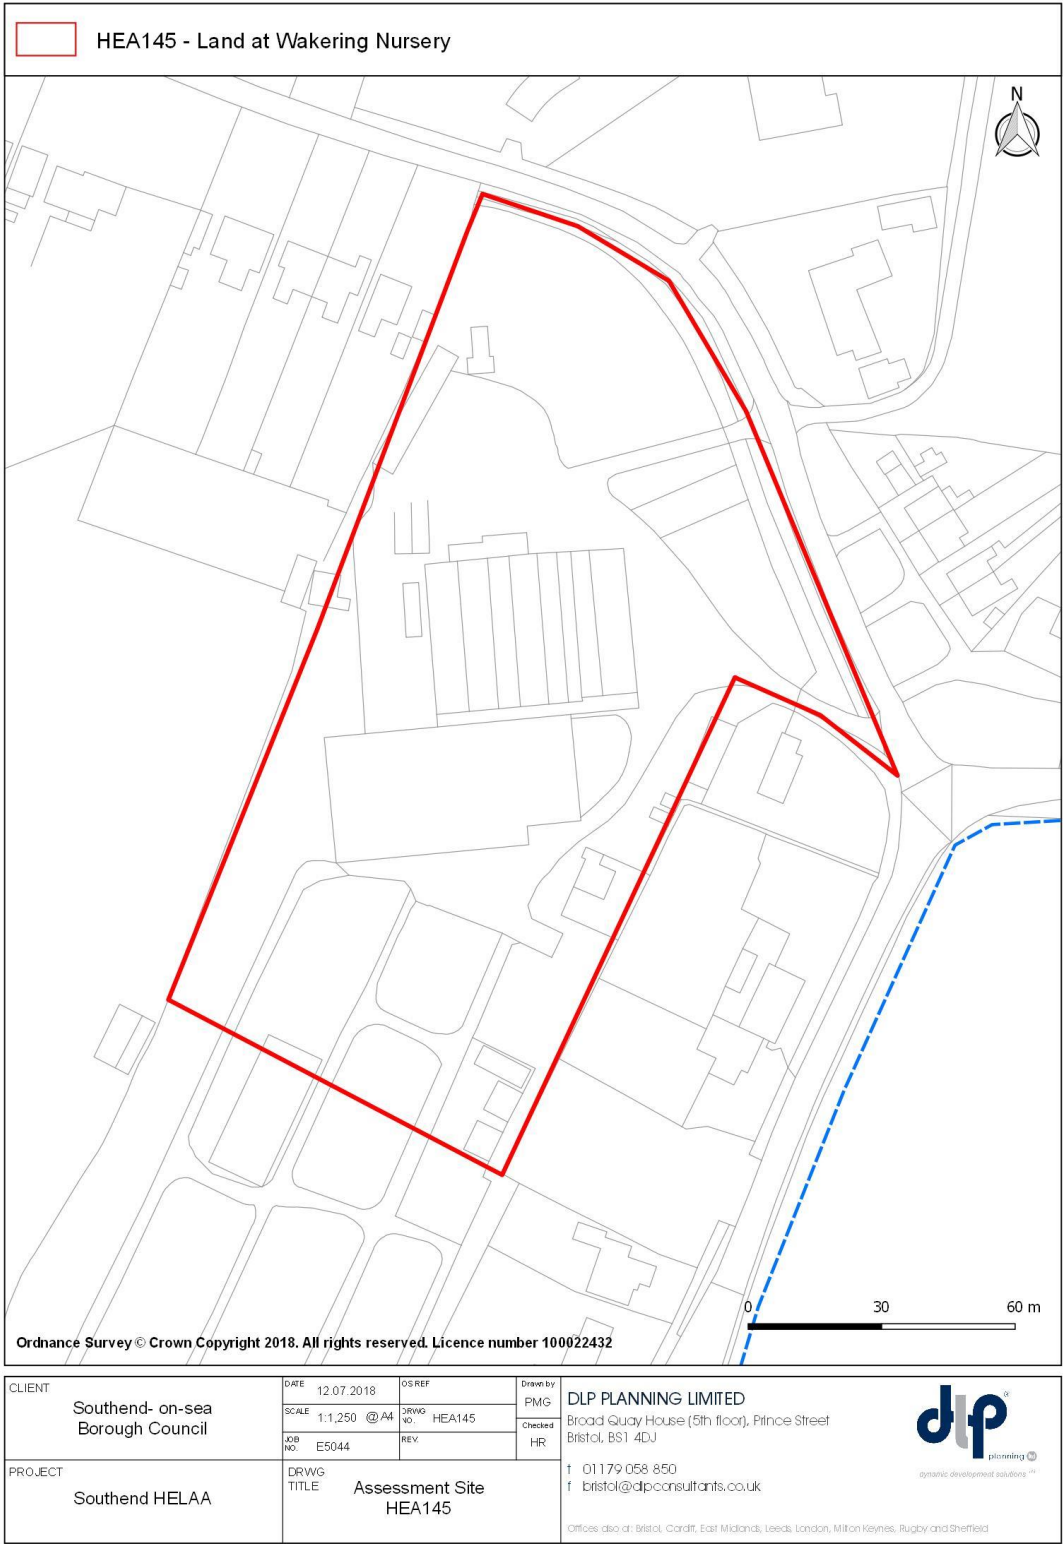 HEA145 - Land at Wakering Nursery
N
0 30 60 m
Ordnance Survey © Crown Copyright 2018. All rights reserved. Licence number 100022432
CLIENT
Southend- on-sea
Borough Council
DATE 12.07.2018
OS REF
SCALE 1:1,250 @ A4
DRWG NO. HEA145
JOB NO. E5044
REV.
Drawn by
PMG
Checked
HR
PROJECT
Southend HELAA
DRWG TITLE
Assessment Site
HEA145
DLP PLANNING LIMITED
Broad Quay House (5th floor), Prince Street
Bristol, BS1 4DJ
t 01179 058 850
f bristol@dlpconsultants.co.uk
Offices also at: Bristol, Cardiff, East Midlands, Leeds, London, Milton Keynes, Rugby and Sheffield
dlp
planning ltd
dynamic development solutions